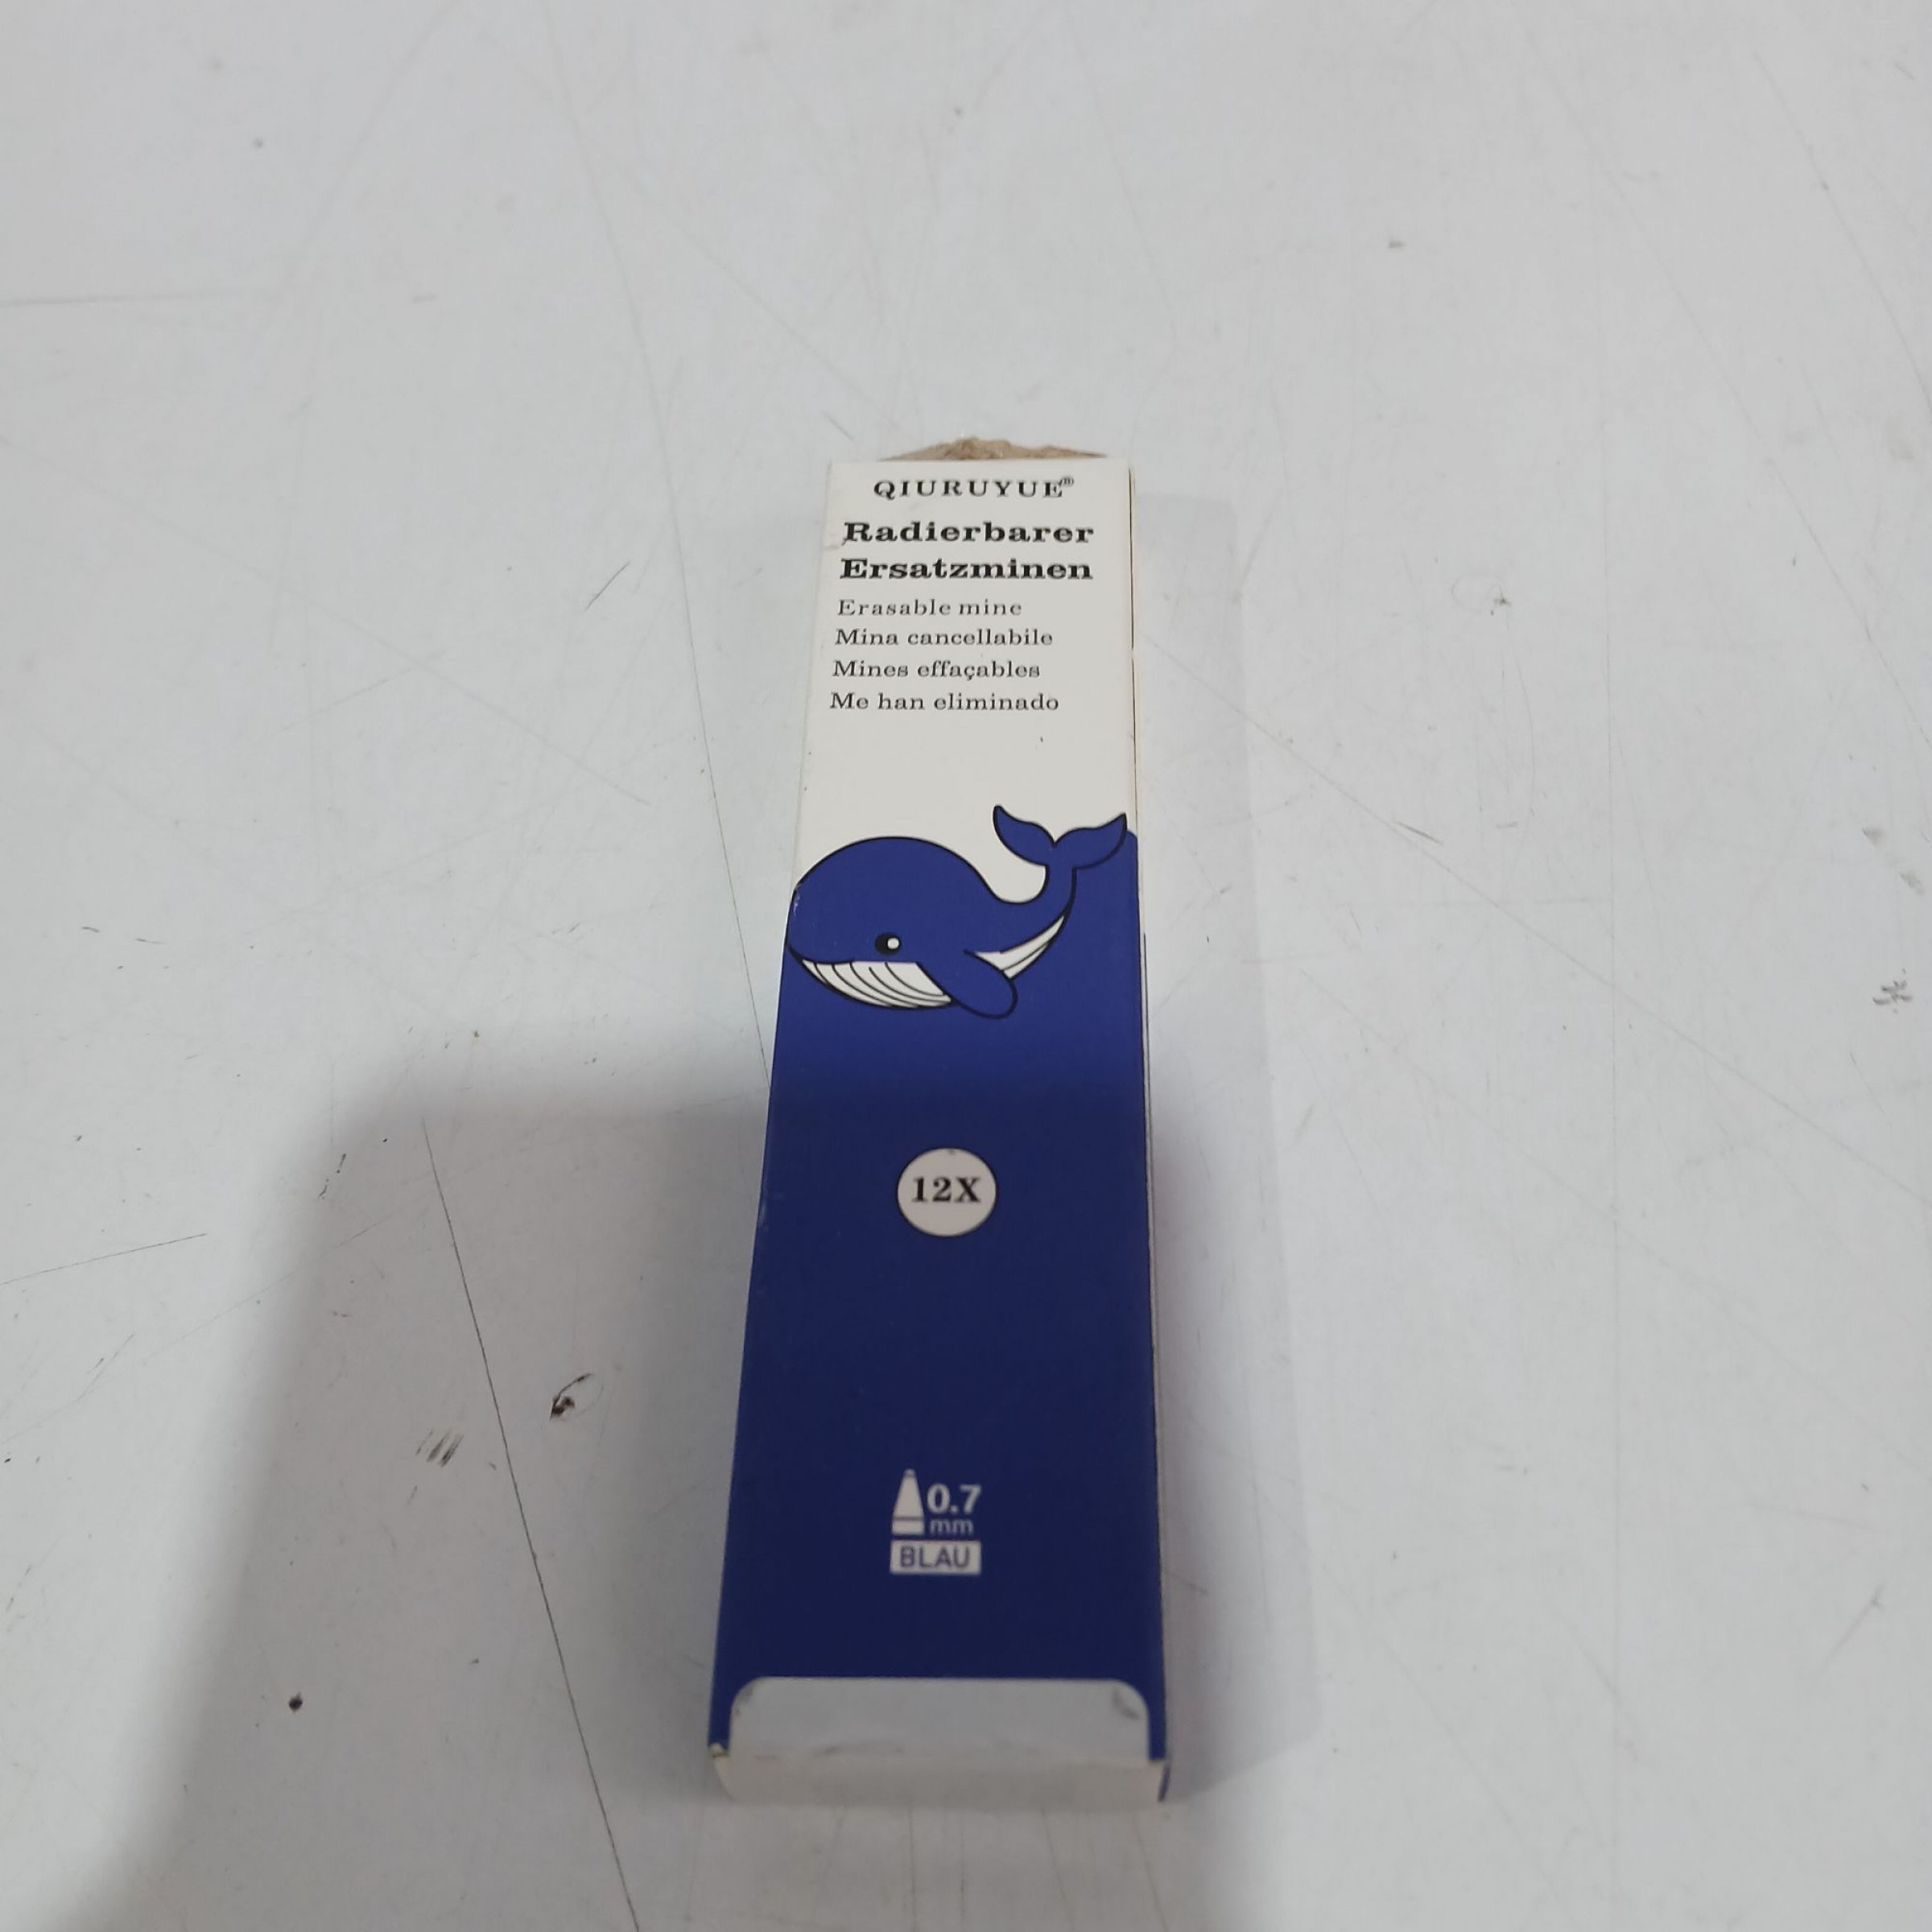 QIURUYUE®
Radierbarer
Ersatzminen
Erasable mine
Mina cancellabile
Mines effaçables
Me han eliminado
12X
0.7
mm
BLAU